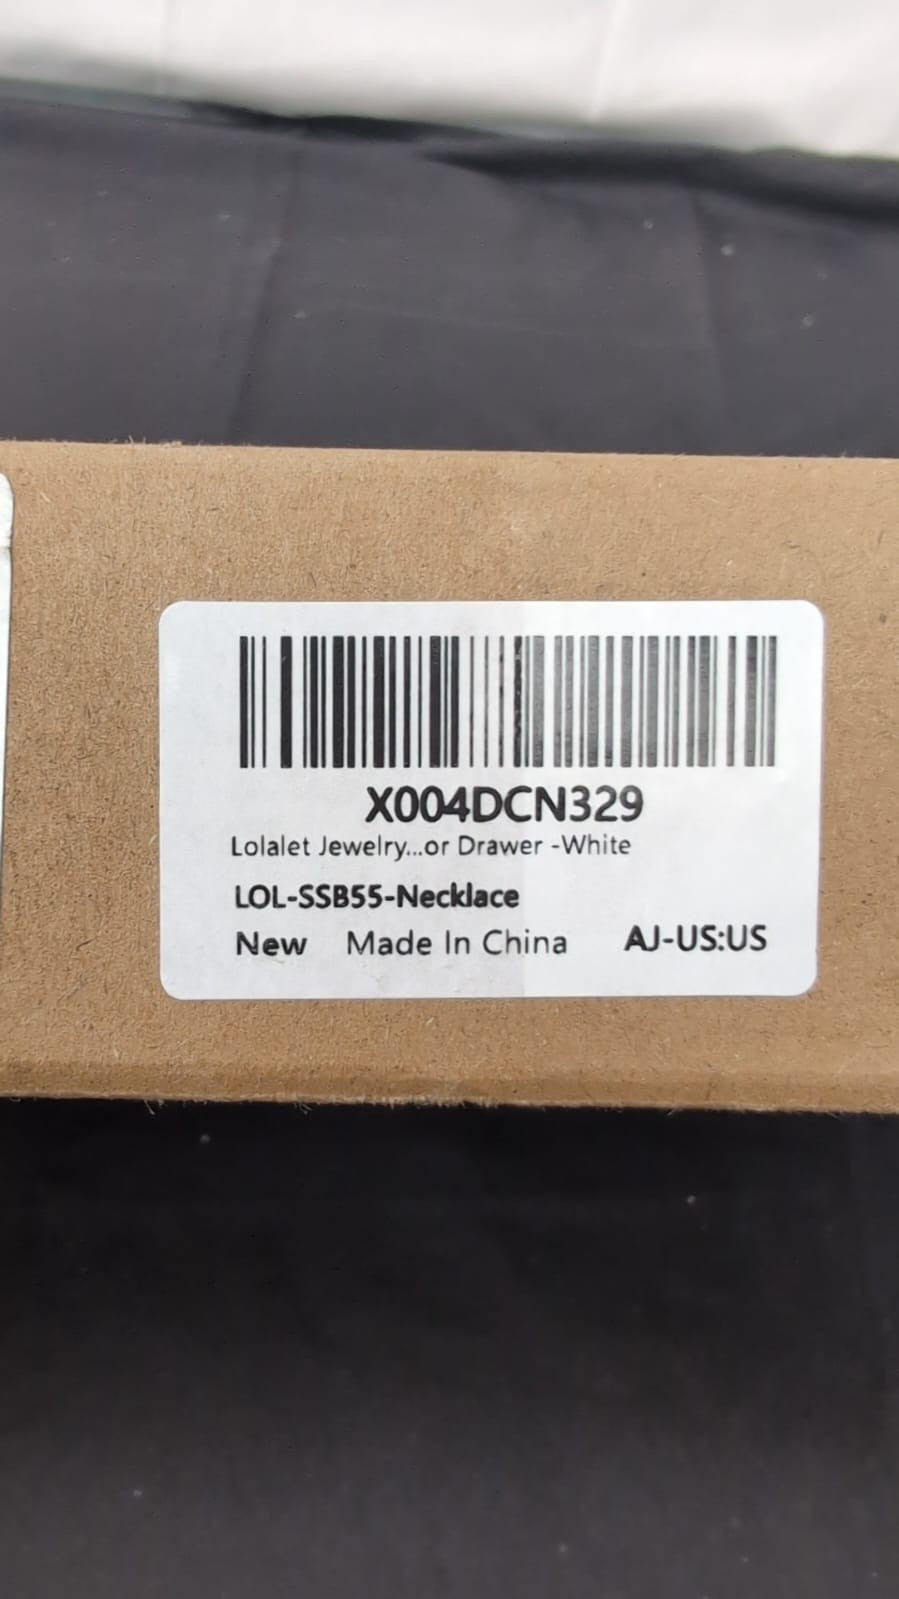 X004DCN329
Lolalet Jewelry...or Drawer -White
LOL-SSB55-Necklace
New Made In China AJ-US:US